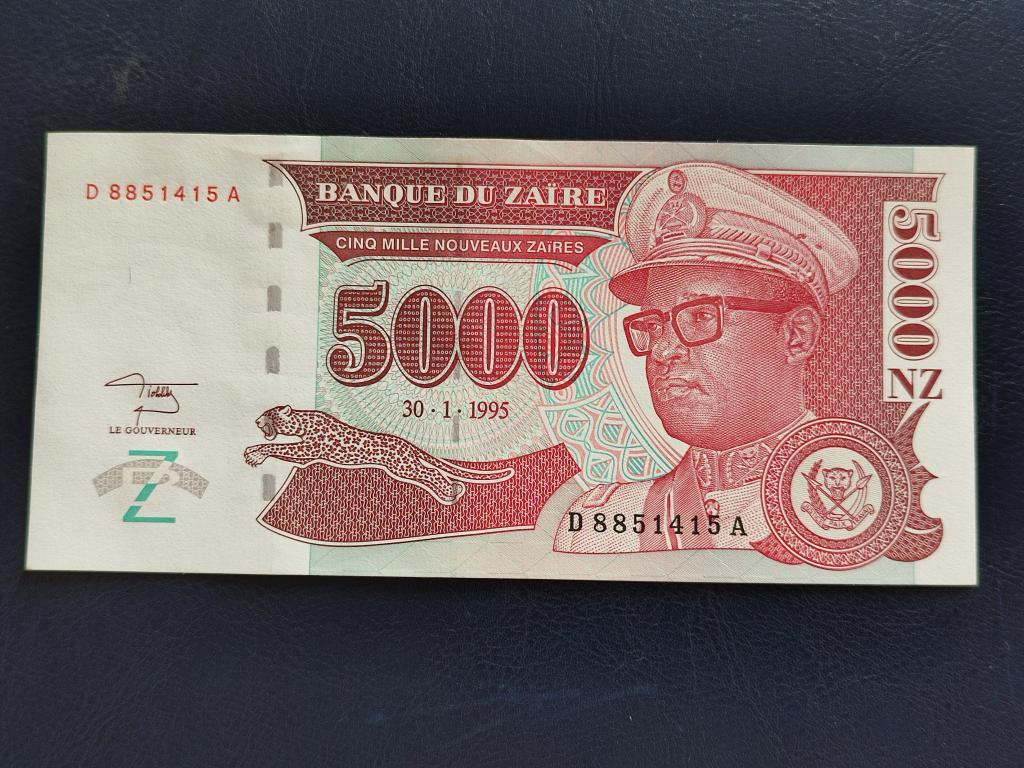 D 8851415 A
BANQUE DU ZAÏRE
CINQ MILLE NOUVEAUX ZAÏRES
5000
30 · 1 · 1995
5000 NZ
LE GOUVERNEUR
Z
D 8851415 A